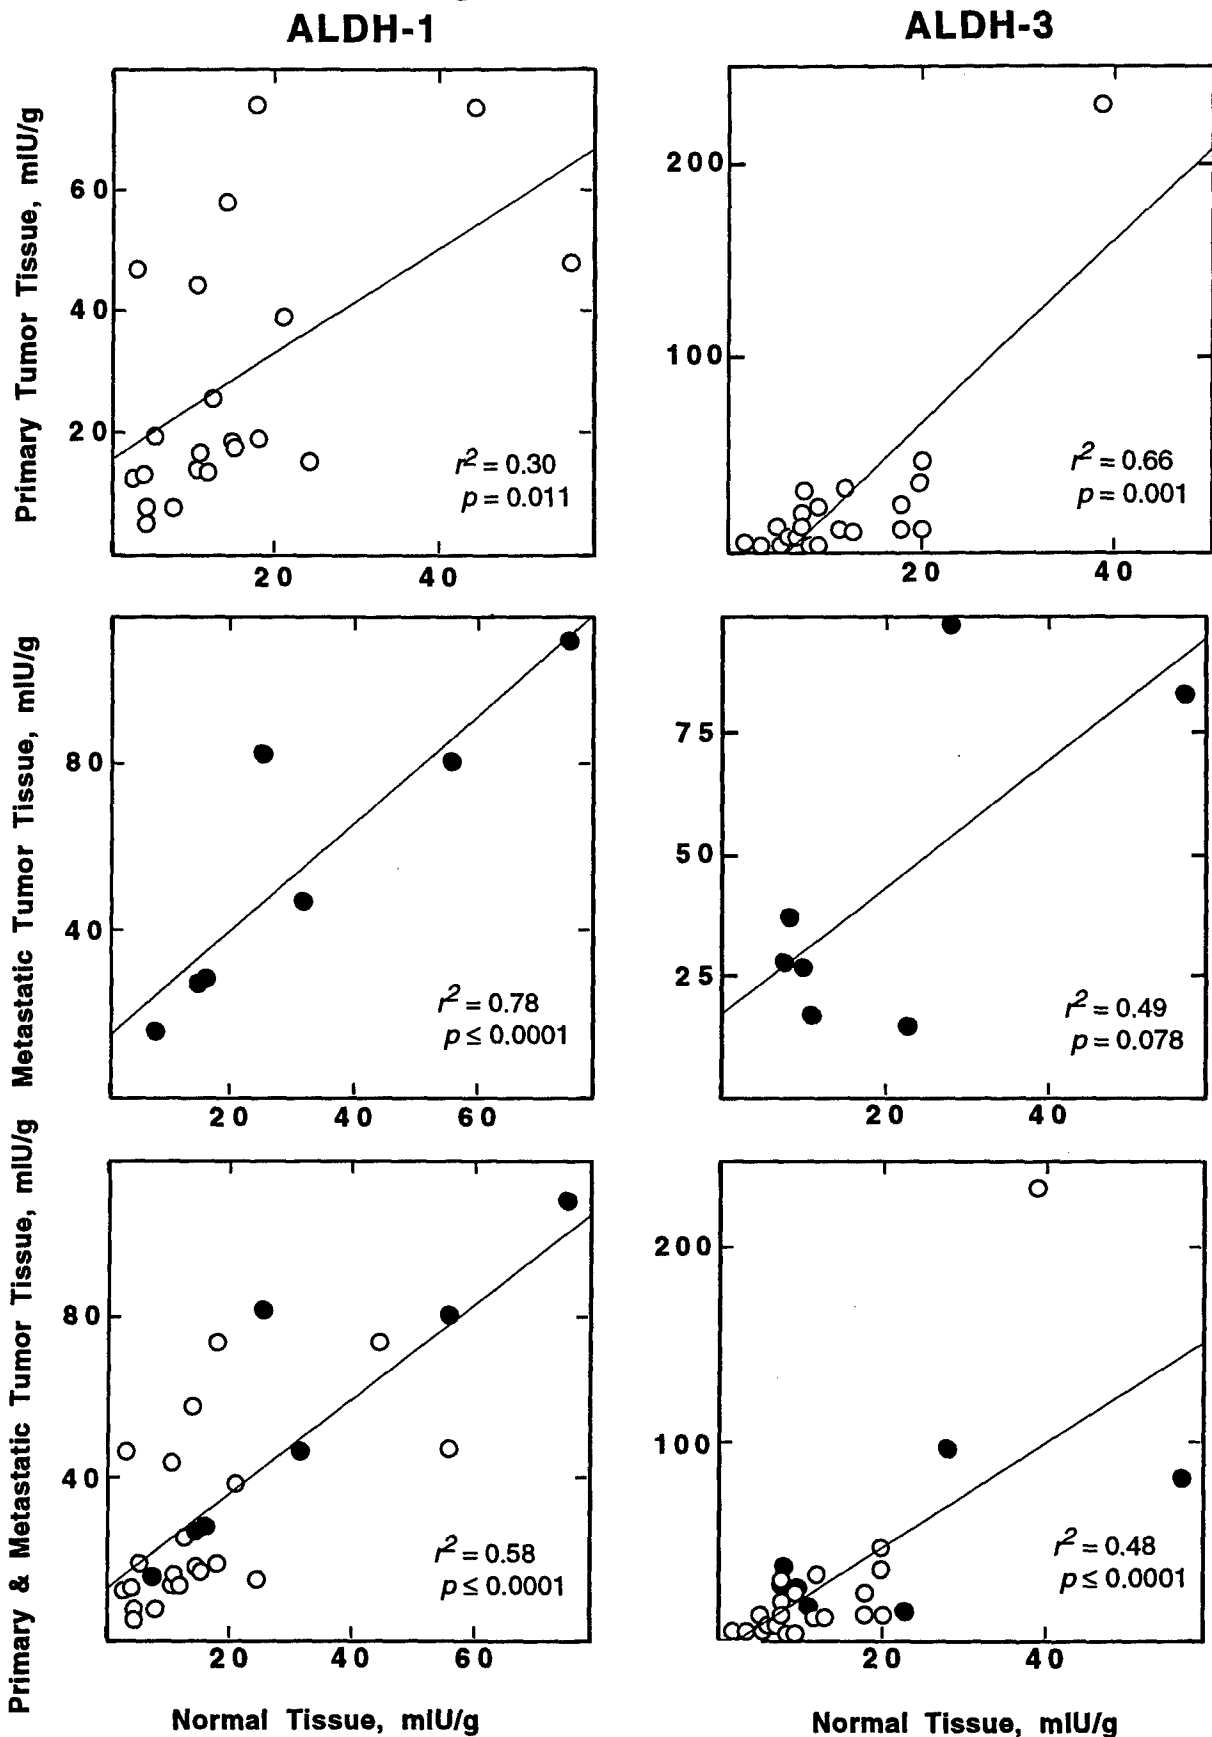 ALDH-1
ALDH-3
Primary Tumor Tissue, mIU/g
60
40
20
r² = 0.30
p = 0.011
20
40
200
100
r² = 0.66
p = 0.001
20
40
Metastatic Tumor Tissue, mIU/g
80
40
r² = 0.78
p ≤ 0.0001
20
40
60
75
50
25
r² = 0.49
p = 0.078
20
40
Primary & Metastatic Tumor Tissue, mIU/g
80
40
r² = 0.58
p ≤ 0.0001
20
40
60
200
100
r² = 0.48
p ≤ 0.0001
20
40
Normal Tissue, mIU/g
Normal Tissue, mIU/g